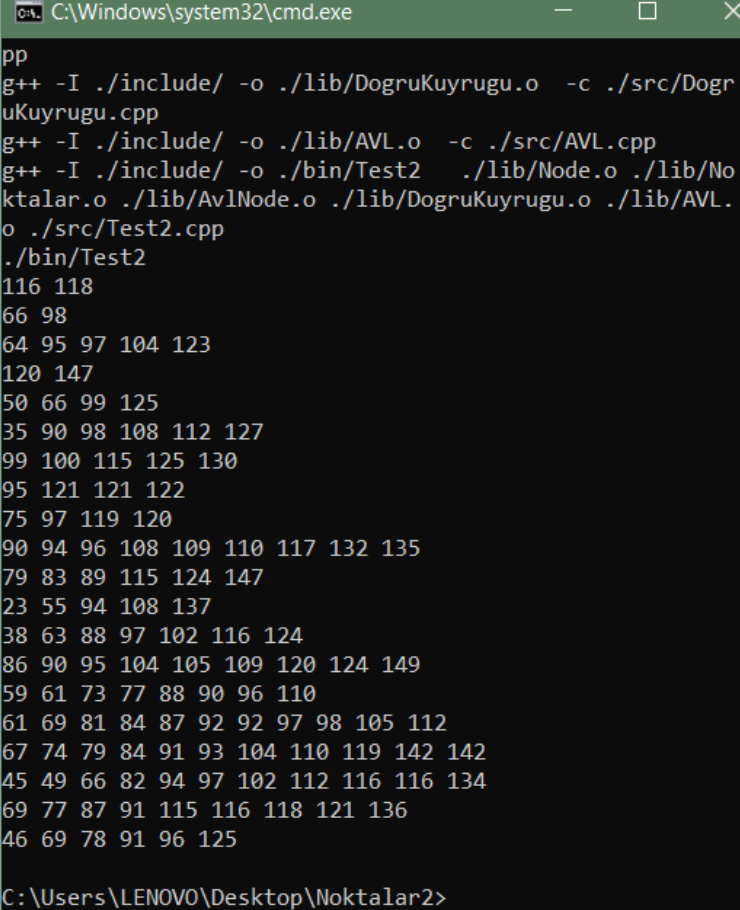 C:\Windows\system32\cmd.exe
pp
g++ -I ./include/ -o ./lib/DogruKuyrugu.o  -c ./src/Dogr
uKuyrugu.cpp
g++ -I ./include/ -o ./lib/AVL.o  -c ./src/AVL.cpp
g++ -I ./include/ -o ./bin/Test2   ./lib/Node.o ./lib/No
ktalar.o ./lib/AvlNode.o ./lib/DogruKuyrugu.o ./lib/AVL.
o ./src/Test2.cpp
./bin/Test2
116 118
66 98
64 95 97 104 123
120 147
50 66 99 125
35 90 98 108 112 127
99 100 115 125 130
95 121 121 122
75 97 119 120
90 94 96 108 109 110 117 132 135
79 83 89 115 124 147
23 55 94 108 137
38 63 88 97 102 116 124
86 90 95 104 105 109 120 124 149
59 61 73 77 88 90 96 110
61 69 81 84 87 92 92 97 98 105 112
67 74 79 84 91 93 104 110 119 142 142
45 49 66 82 94 97 102 112 116 116 134
69 77 87 91 115 116 118 121 136
46 69 78 91 96 125
C:\Users\LENOVO\Desktop\Noktalar2>